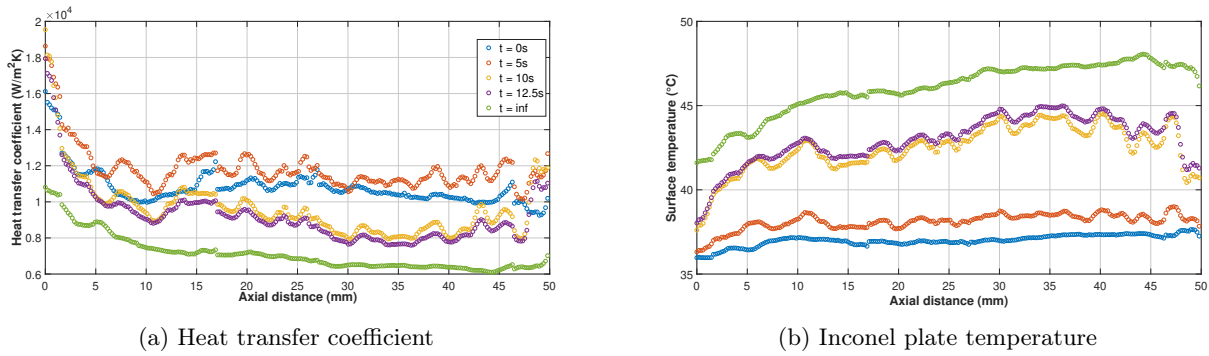 ×10⁴
2
1.8
1.6
1.4
1.2
1
0.8
0.6
0 5 10 15 20 25 30 35 40 45 50
Heat transfer coefficient (W/m²K)
Axial distance (mm)
t = 0s
t = 5s
t = 10s
t = 12.5s
t = inf
(a) Heat transfer coefficient
50
45
40
35
0 5 10 15 20 25 30 35 40 45 50
Surface temperature (°C)
Axial distance (mm)
(b) Inconel plate temperature